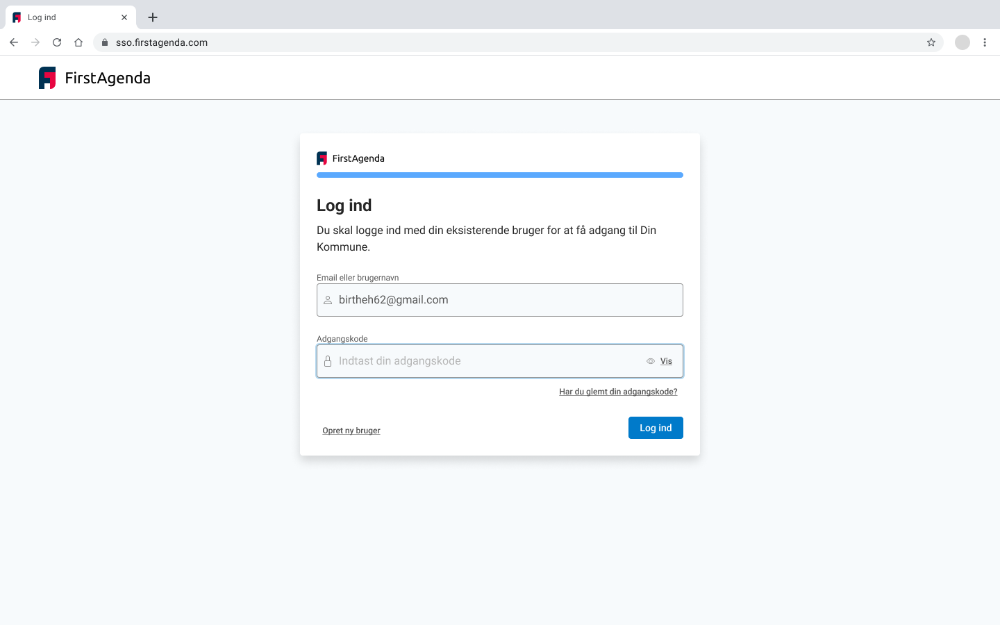 Log ind
sso.firstagenda.com
FirstAgenda
FirstAgenda
Log ind
Du skal logge ind med din eksisterende bruger for at få adgang til Din
Kommune.
Email eller brugernavn
birtheh62@gmail.com
Adgangskode
Indtast din adgangskode
Vis
Har du glemt din adgangskode?
Opret ny bruger
Log ind